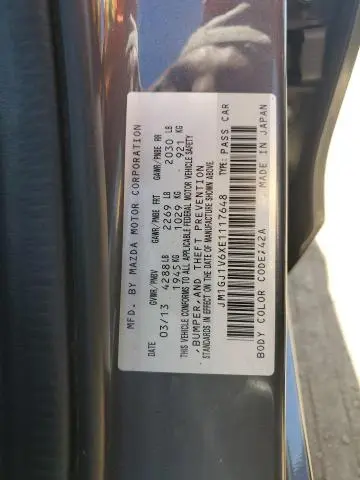 MFD. BY MAZDA MOTOR CORPORATION
DATE GVWR/PNBV GAWR/PNBE FRT GAWR/PNBE RR
03/13 4288LB 2269 LB 2030 LB
1945KG 1029 KG 921 KG
THIS VEHICLE CONFORMS TO ALL APPLICABLE FEDERAL MOTOR VEHICLE SAFETY
,BUMPER,AND THEFT PREVENTION
STANDARDS IN EFFECT ON THE DATE OF MANUFACTURE SHOWN ABOVE.
JM1GJ1V6XE1117648 TYPE: PASS CAR
BODY COLOR CODE;42A MADE IN JAPAN